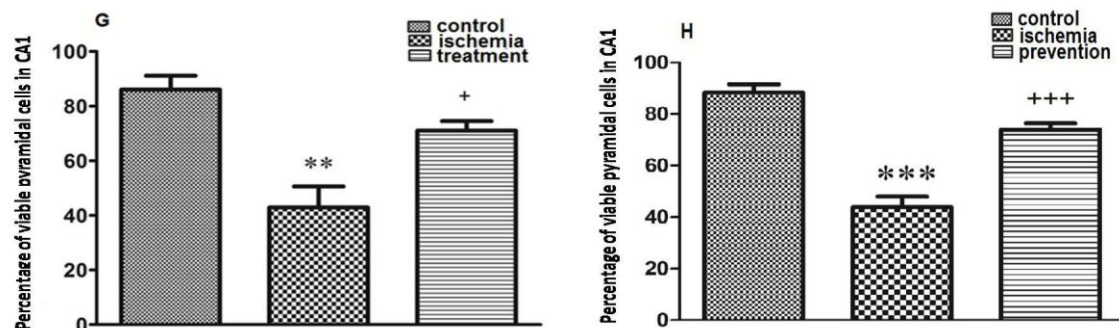 G
control
ischemia
treatment
Percentage of viable pyramidal cells in CA1
100
80
60
40
20
0
**
+
H
control
ischemia
prevention
Percentage of viable pyramidal cells in CA1
100
80
60
40
20
0
***
+++